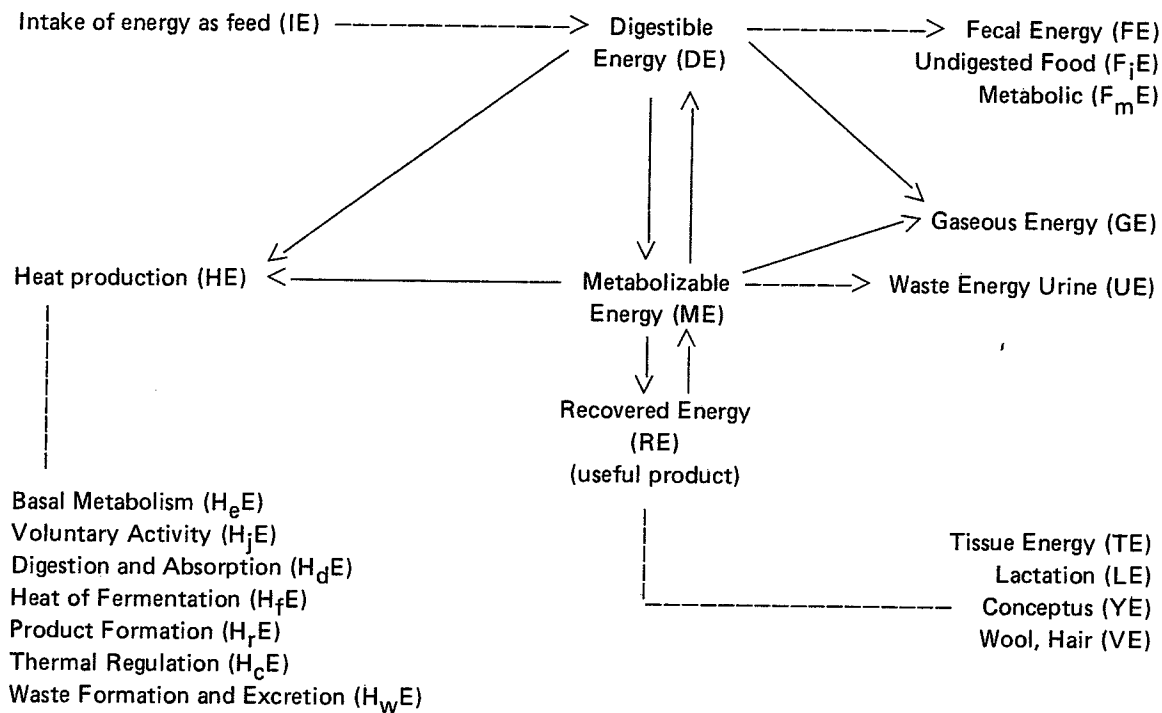 Intake of energy as feed (IE)
Digestible
Energy (DE)
Fecal Energy (FE)
Undigested Food (FiE)
Metabolic (FmE)
Gaseous Energy (GE)
Heat production (HE)
Metabolizable
Energy (ME)
Waste Energy Urine (UE)
Recovered Energy
(RE)
(useful product)
Basal Metabolism (HeE)
Voluntary Activity (HjE)
Digestion and Absorption (HdE)
Heat of Fermentation (HfE)
Product Formation (HrE)
Thermal Regulation (HcE)
Waste Formation and Excretion (HwE)
Tissue Energy (TE)
Lactation (LE)
Conceptus (YE)
Wool, Hair (VE)